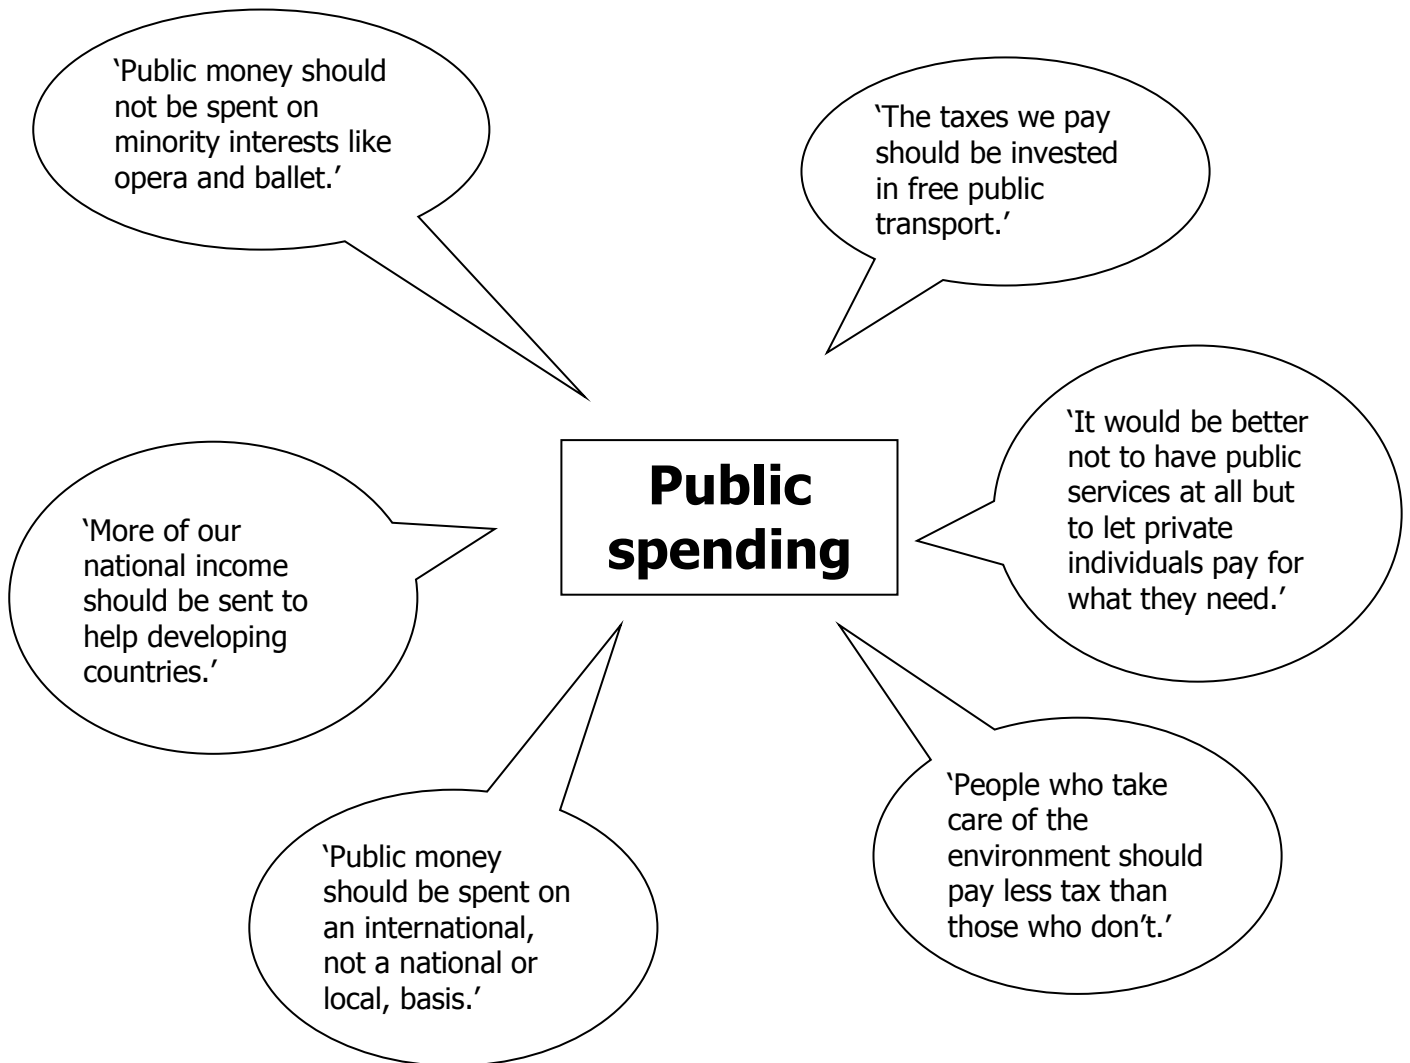 ‘Public money should
not be spent on
minority interests like
opera and ballet.’
‘The taxes we pay
should be invested
in free public
transport.’
‘It would be better
not to have public
services at all but
to let private
individuals pay for
what they need.’
Public
spending
‘More of our
national income
should be sent to
help developing
countries.’
‘People who take
care of the
environment should
pay less tax than
those who don’t.’
‘Public money
should be spent on
an international,
not a national or
local, basis.’